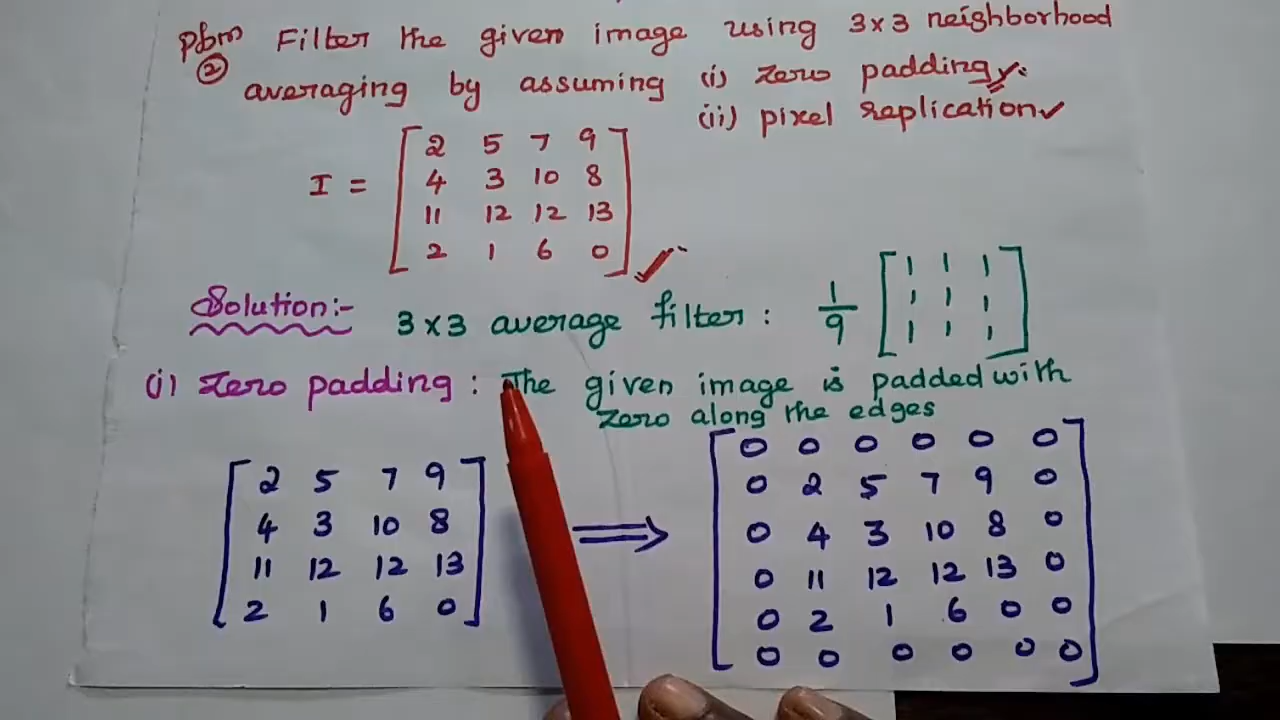 pbm Filter the given image using 3x3 neighborhood
② averaging by assuming (i) zero padding
(ii) pixel replication
I = [ 2 5 7 9
4 3 10 8
11 12 12 13
2 1 6 0 ]
Solution:- 3x3 average filter: 1/9 [ 1 1 1
1 1 1
1 1 1 ]
(i) zero padding: The given image is padded with
zero along the edges
[ 2 5 7 9
4 3 10 8
11 12 12 13
2 1 6 0 ]
⟹
[ 0 0 0 0 0 0
0 2 5 7 9 0
0 4 3 10 8 0
0 11 12 12 13 0
0 2 1 6 0 0
0 0 0 0 0 0 ]